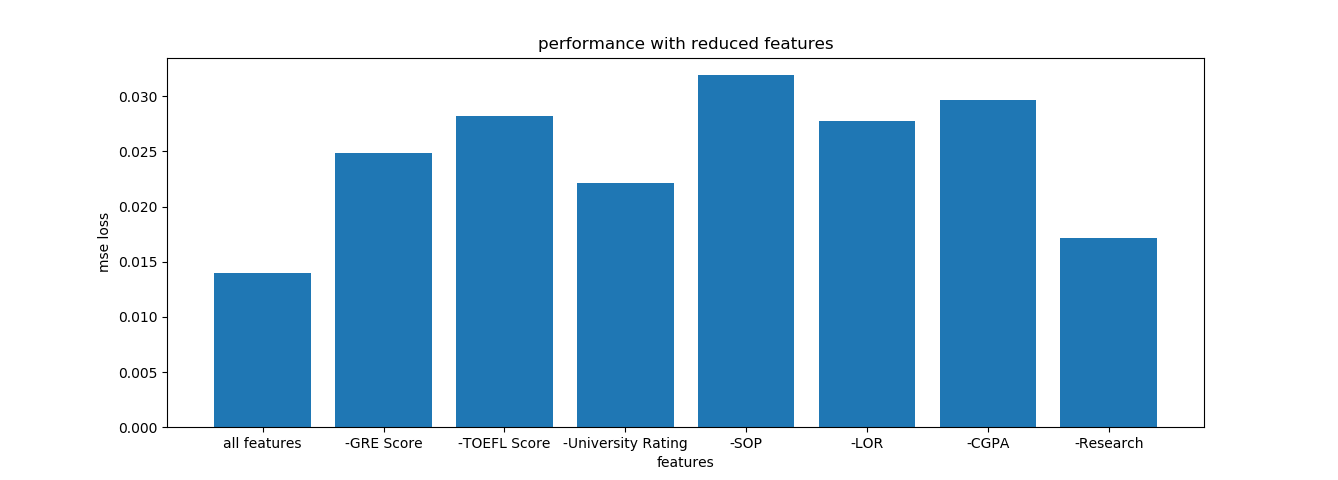 performance with reduced features
mse loss
0.030
0.025
0.020
0.015
0.010
0.005
0.000
all features -GRE Score -TOEFL Score -University Rating -SOP -LOR -CGPA -Research
features